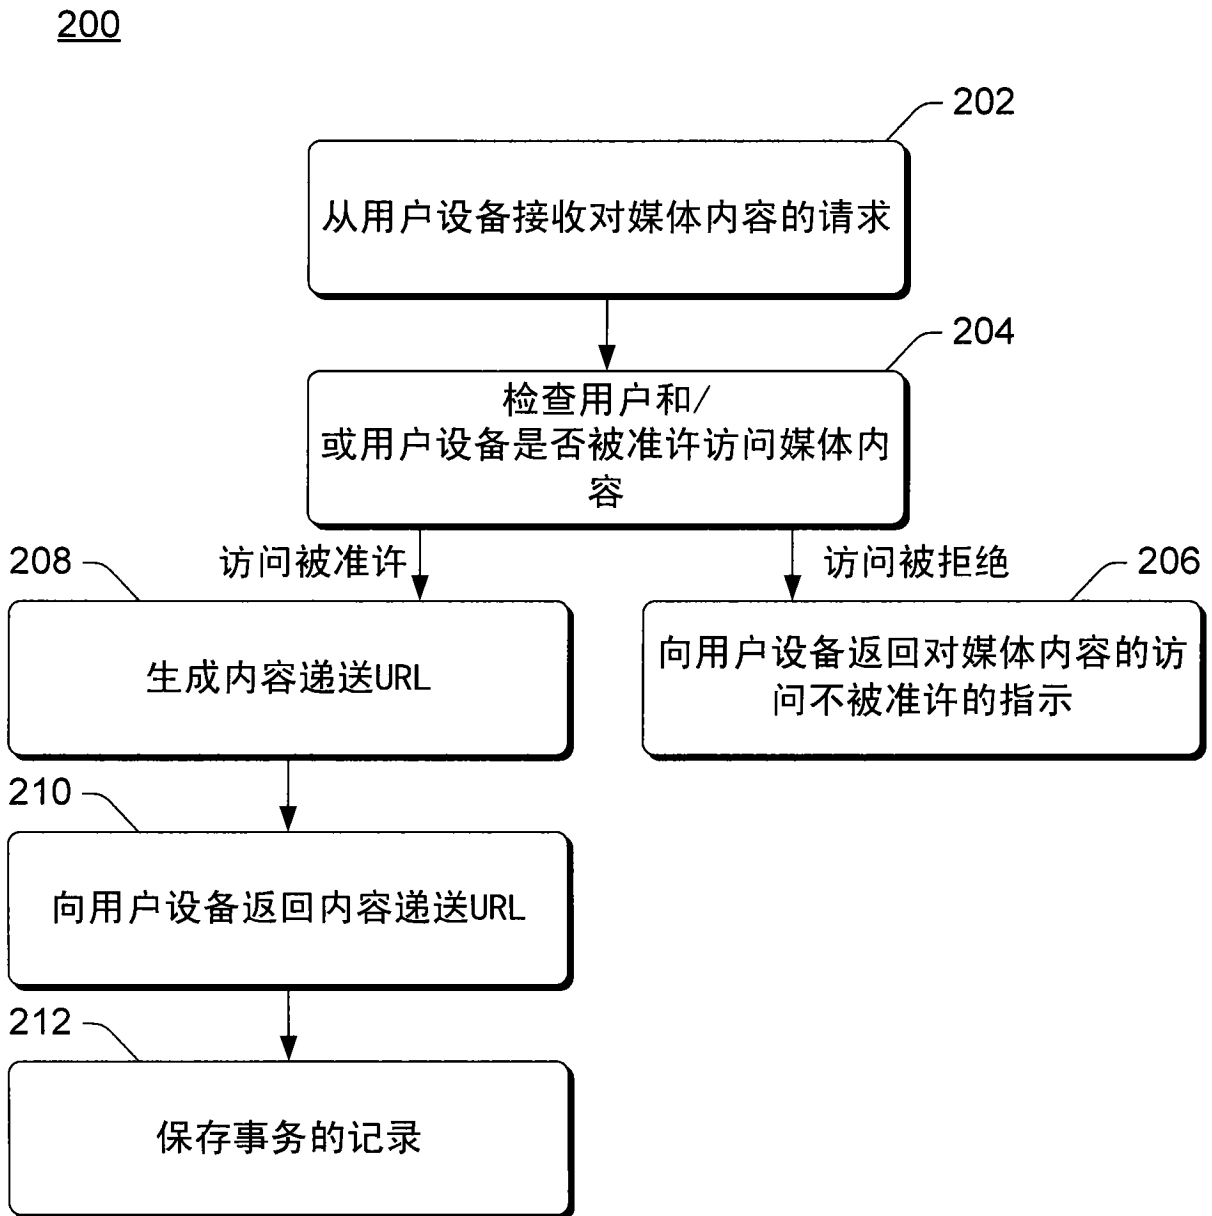 200
202
从用户设备接收对媒体内容的请求
204
检查用户和/
或用户设备是否被准许访问媒体内
容
208
访问被准许
访问被拒绝
206
生成内容递送URL
向用户设备返回对媒体内容的访
问不被准许的指示
210
向用户设备返回内容递送URL
212
保存事务的记录